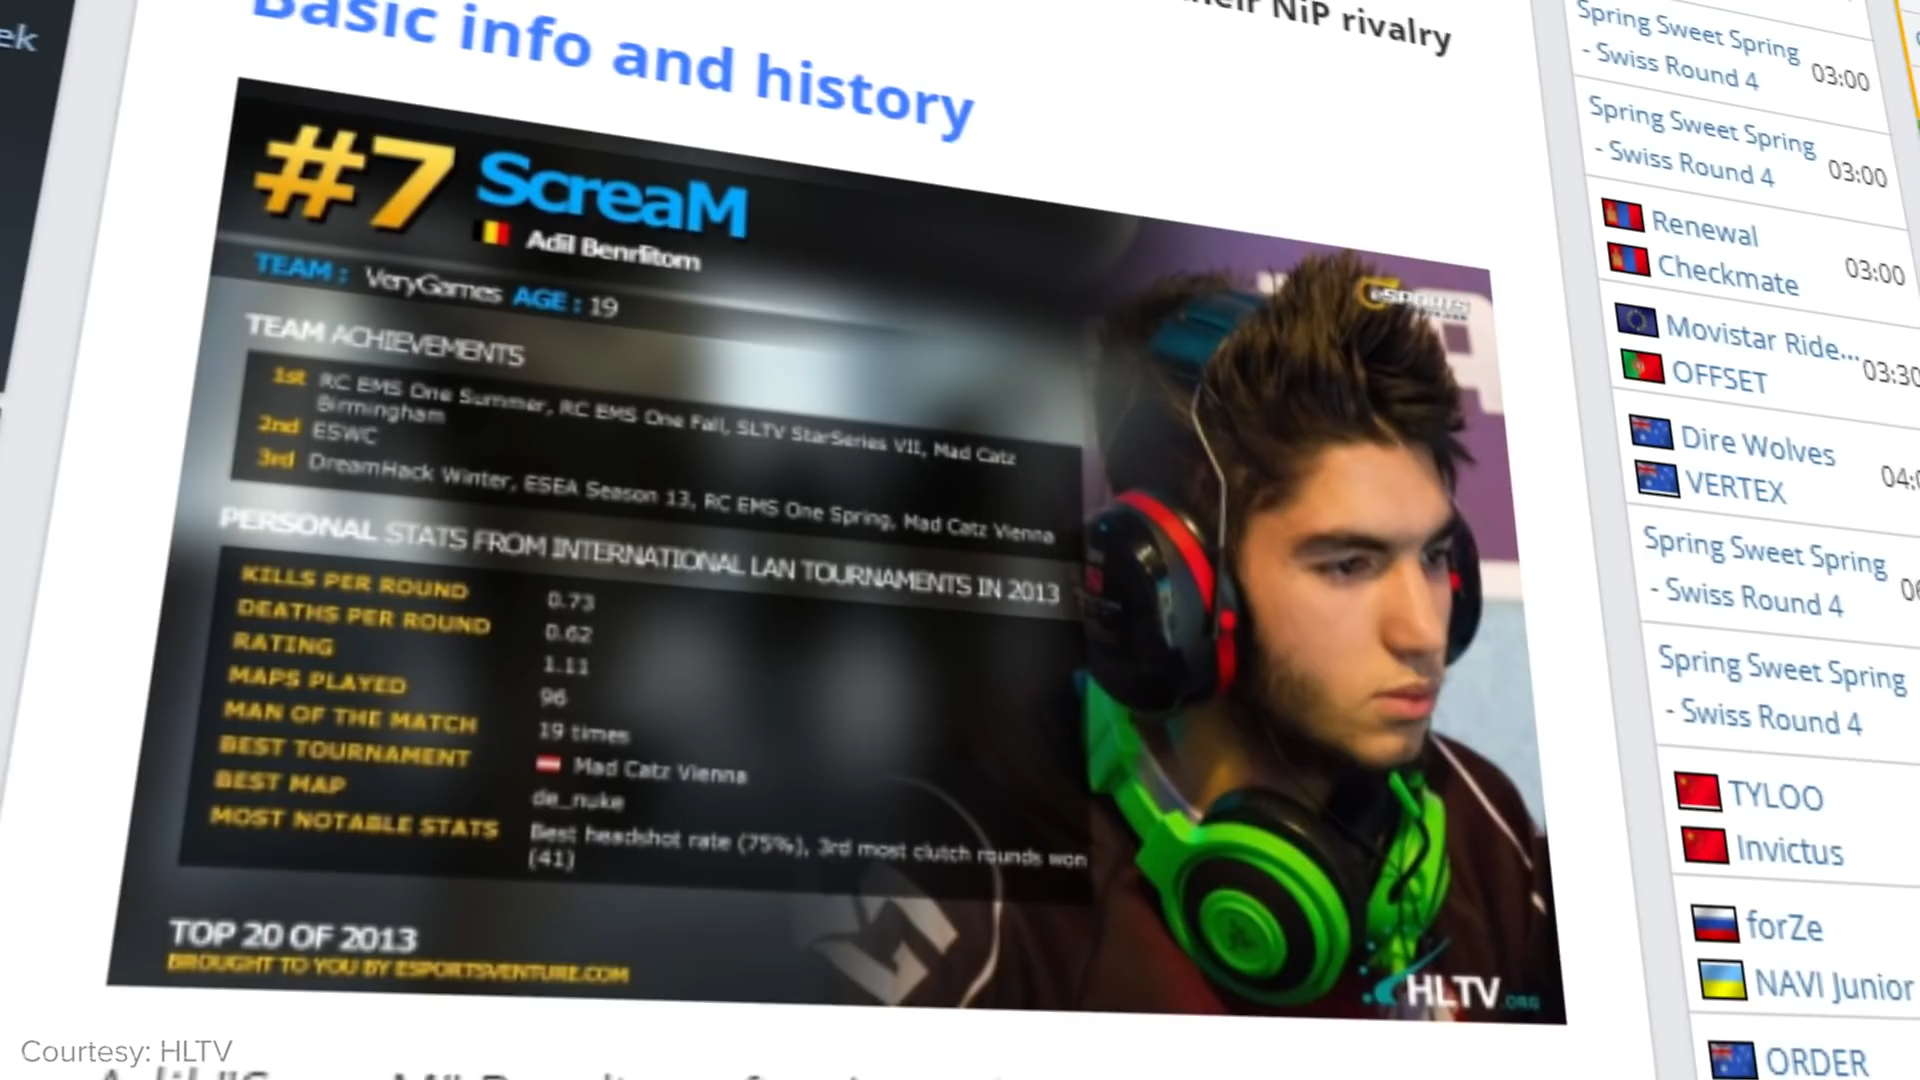 ek
their NiP rivalry
Basic info and history
#7 ScreaM
Adil Benrlitom
TEAM : VeryGames AGE : 19
TEAM ACHIEVEMENTS
1st RC EMS One Summer, RC EMS One Fall, SLTV StarSeries VII, Mad Catz
Birmingham
2nd ESWC
3rd DreamHack Winter, ESEA Season 13, RC EMS One Spring, Mad Catz Vienna
PERSONAL STATS FROM INTERNATIONAL LAN TOURNAMENTS IN 2013
KILLS PER ROUND 0.73
DEATHS PER ROUND 0.62
RATING 1.11
MAPS PLAYED 96
MAN OF THE MATCH 19 times
BEST TOURNAMENT Mad Catz Vienna
BEST MAP de_nuke
MOST NOTABLE STATS Best headshot rate (75%), 3rd most clutch rounds won
(41)
TOP 20 OF 2013
BROUGHT TO YOU BY ESPORTSVENTURE.COM
eSPORTS
HLTV.ORG
Courtesy: HLTV
Spring Sweet Spring
- Swiss Round 4 03:00
Spring Sweet Spring
- Swiss Round 4 03:00
Renewal
Checkmate 03:00
Movistar Ride...
OFFSET 03:30
Dire Wolves
VERTEX 04:0
Spring Sweet Spring
- Swiss Round 4
Spring Sweet Spring
- Swiss Round 4
TYLOO
Invictus
forZe
NAVI Junior
ORDER